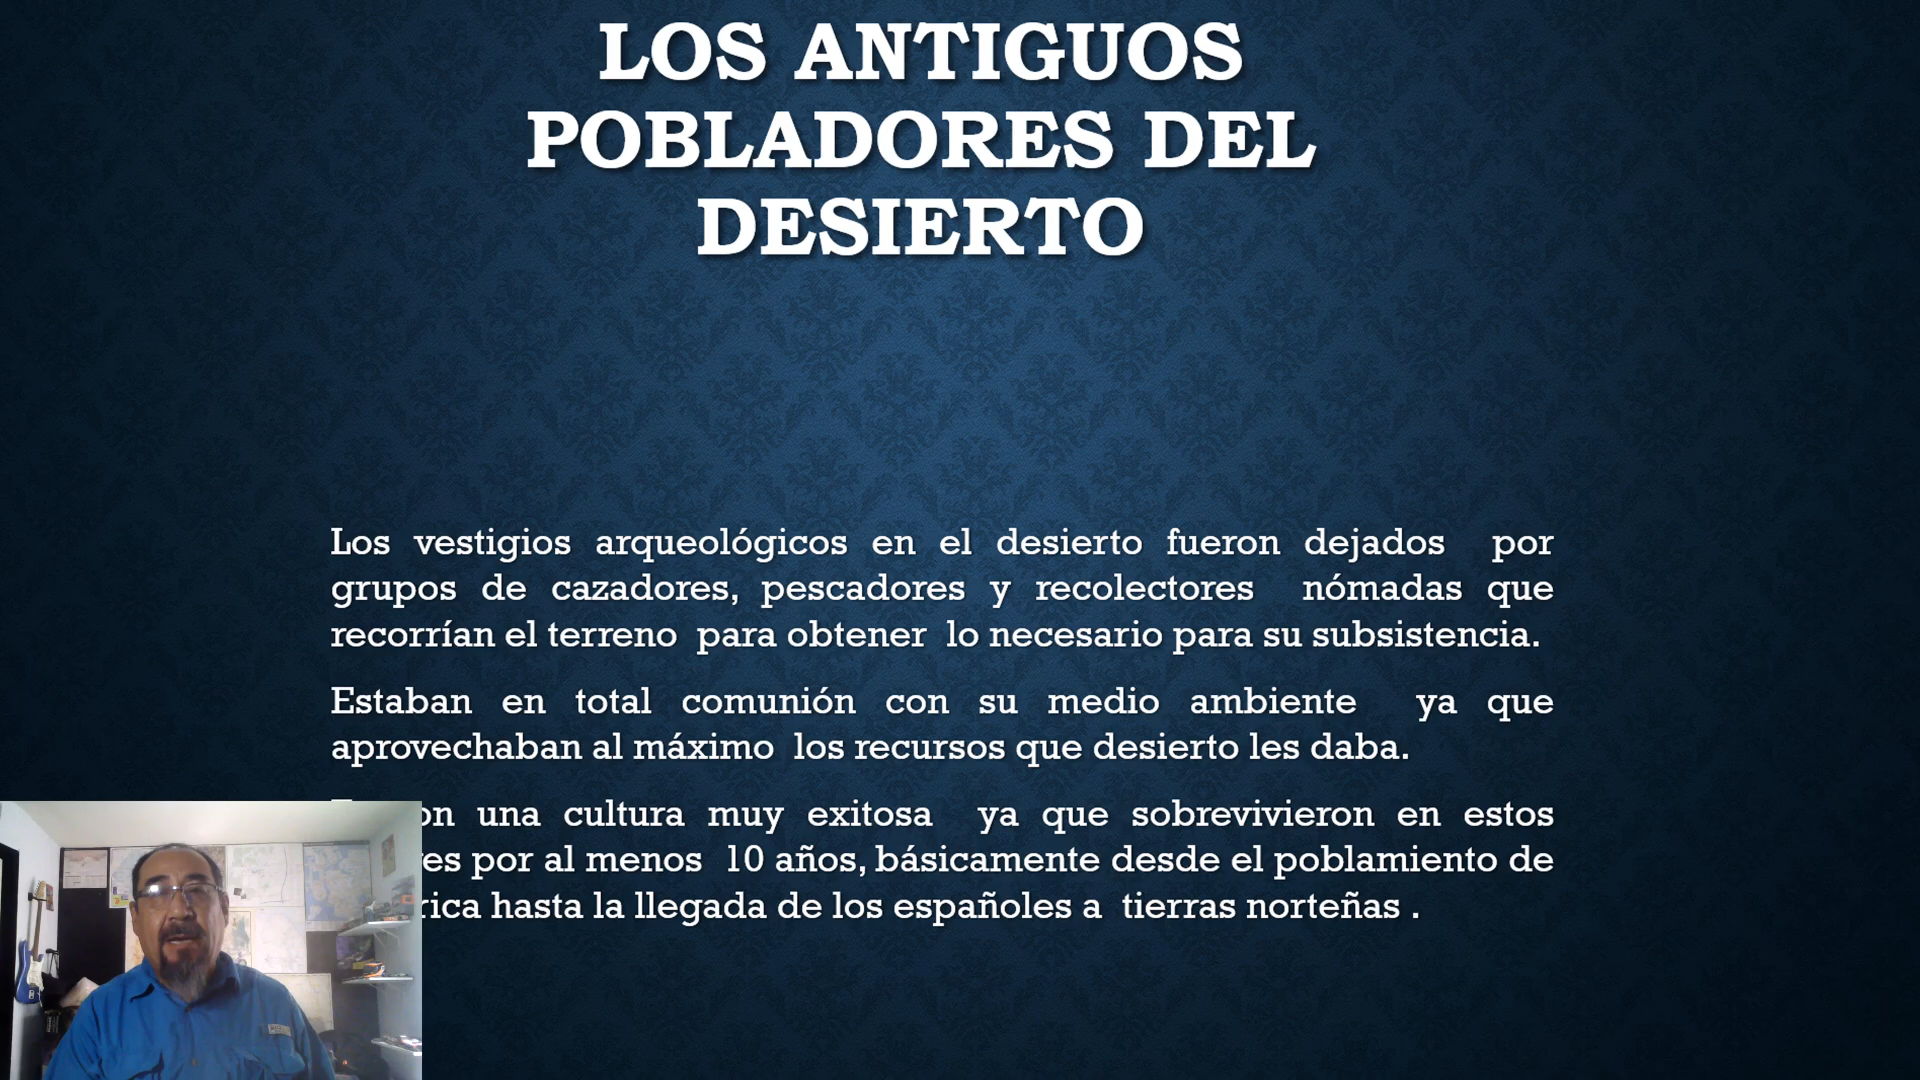 LOS ANTIGUOS
POBLADORES DEL
DESIERTO
Los vestigios arqueológicos en el desierto fueron dejados por
grupos de cazadores, pescadores y recolectores nómadas que
recorrían el terreno para obtener lo necesario para su subsistencia.
Estaban en total comunión con su medio ambiente ya que
aprovechaban al máximo los recursos que desierto les daba.
una cultura muy exitosa ya que sobrevivieron en estos
por al menos 10 años, básicamente desde el poblamiento de
hasta la llegada de los españoles a tierras norteñas .